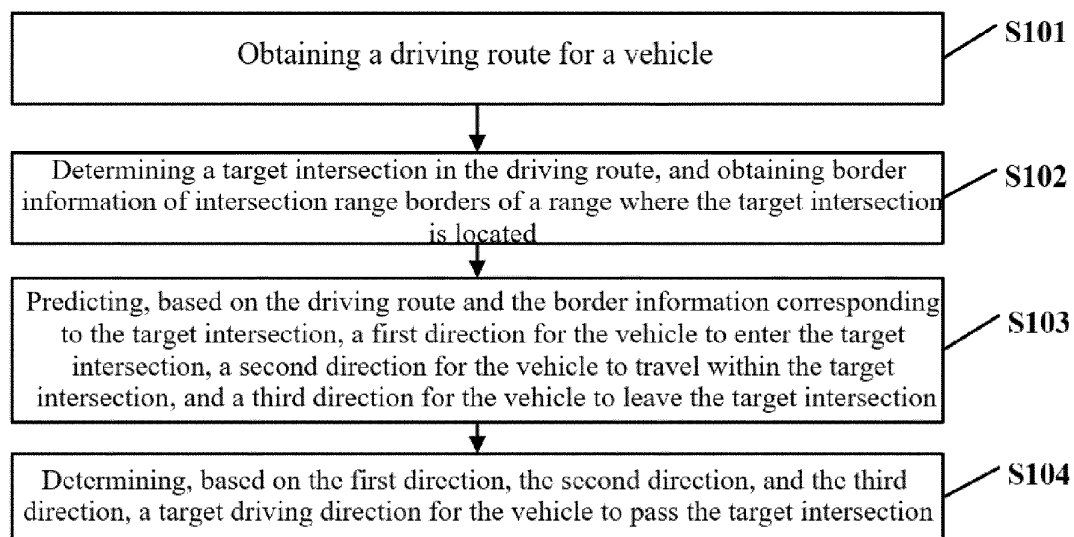 Obtaining a driving route for a vehicle
S101
Determining a target intersection in the driving route, and obtaining border
information of intersection range borders of a range where the target intersection
is located
S102
Predicting, based on the driving route and the border information corresponding
to the target intersection, a first direction for the vehicle to enter the target
intersection, a second direction for the vehicle to travel within the target
intersection, and a third direction for the vehicle to leave the target intersection
S103
Determining, based on the first direction, the second direction, and the third
direction, a target driving direction for the vehicle to pass the target intersection
S104